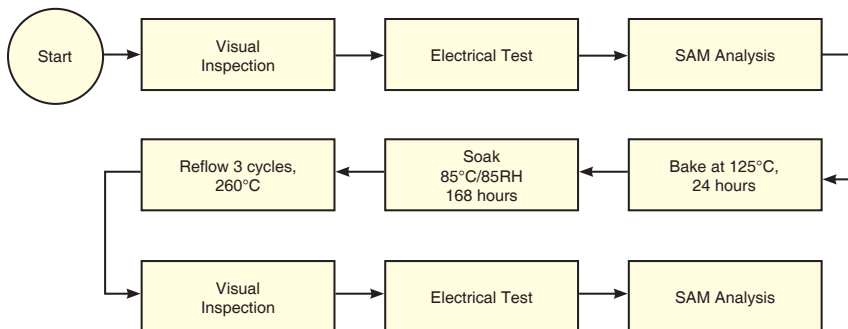 Start
Visual
Inspection
Electrical Test
SAM Analysis
Bake at 125°C,
24 hours
Soak
85°C/85RH
168 hours
Reflow 3 cycles,
260°C
Visual
Inspection
Electrical Test
SAM Analysis